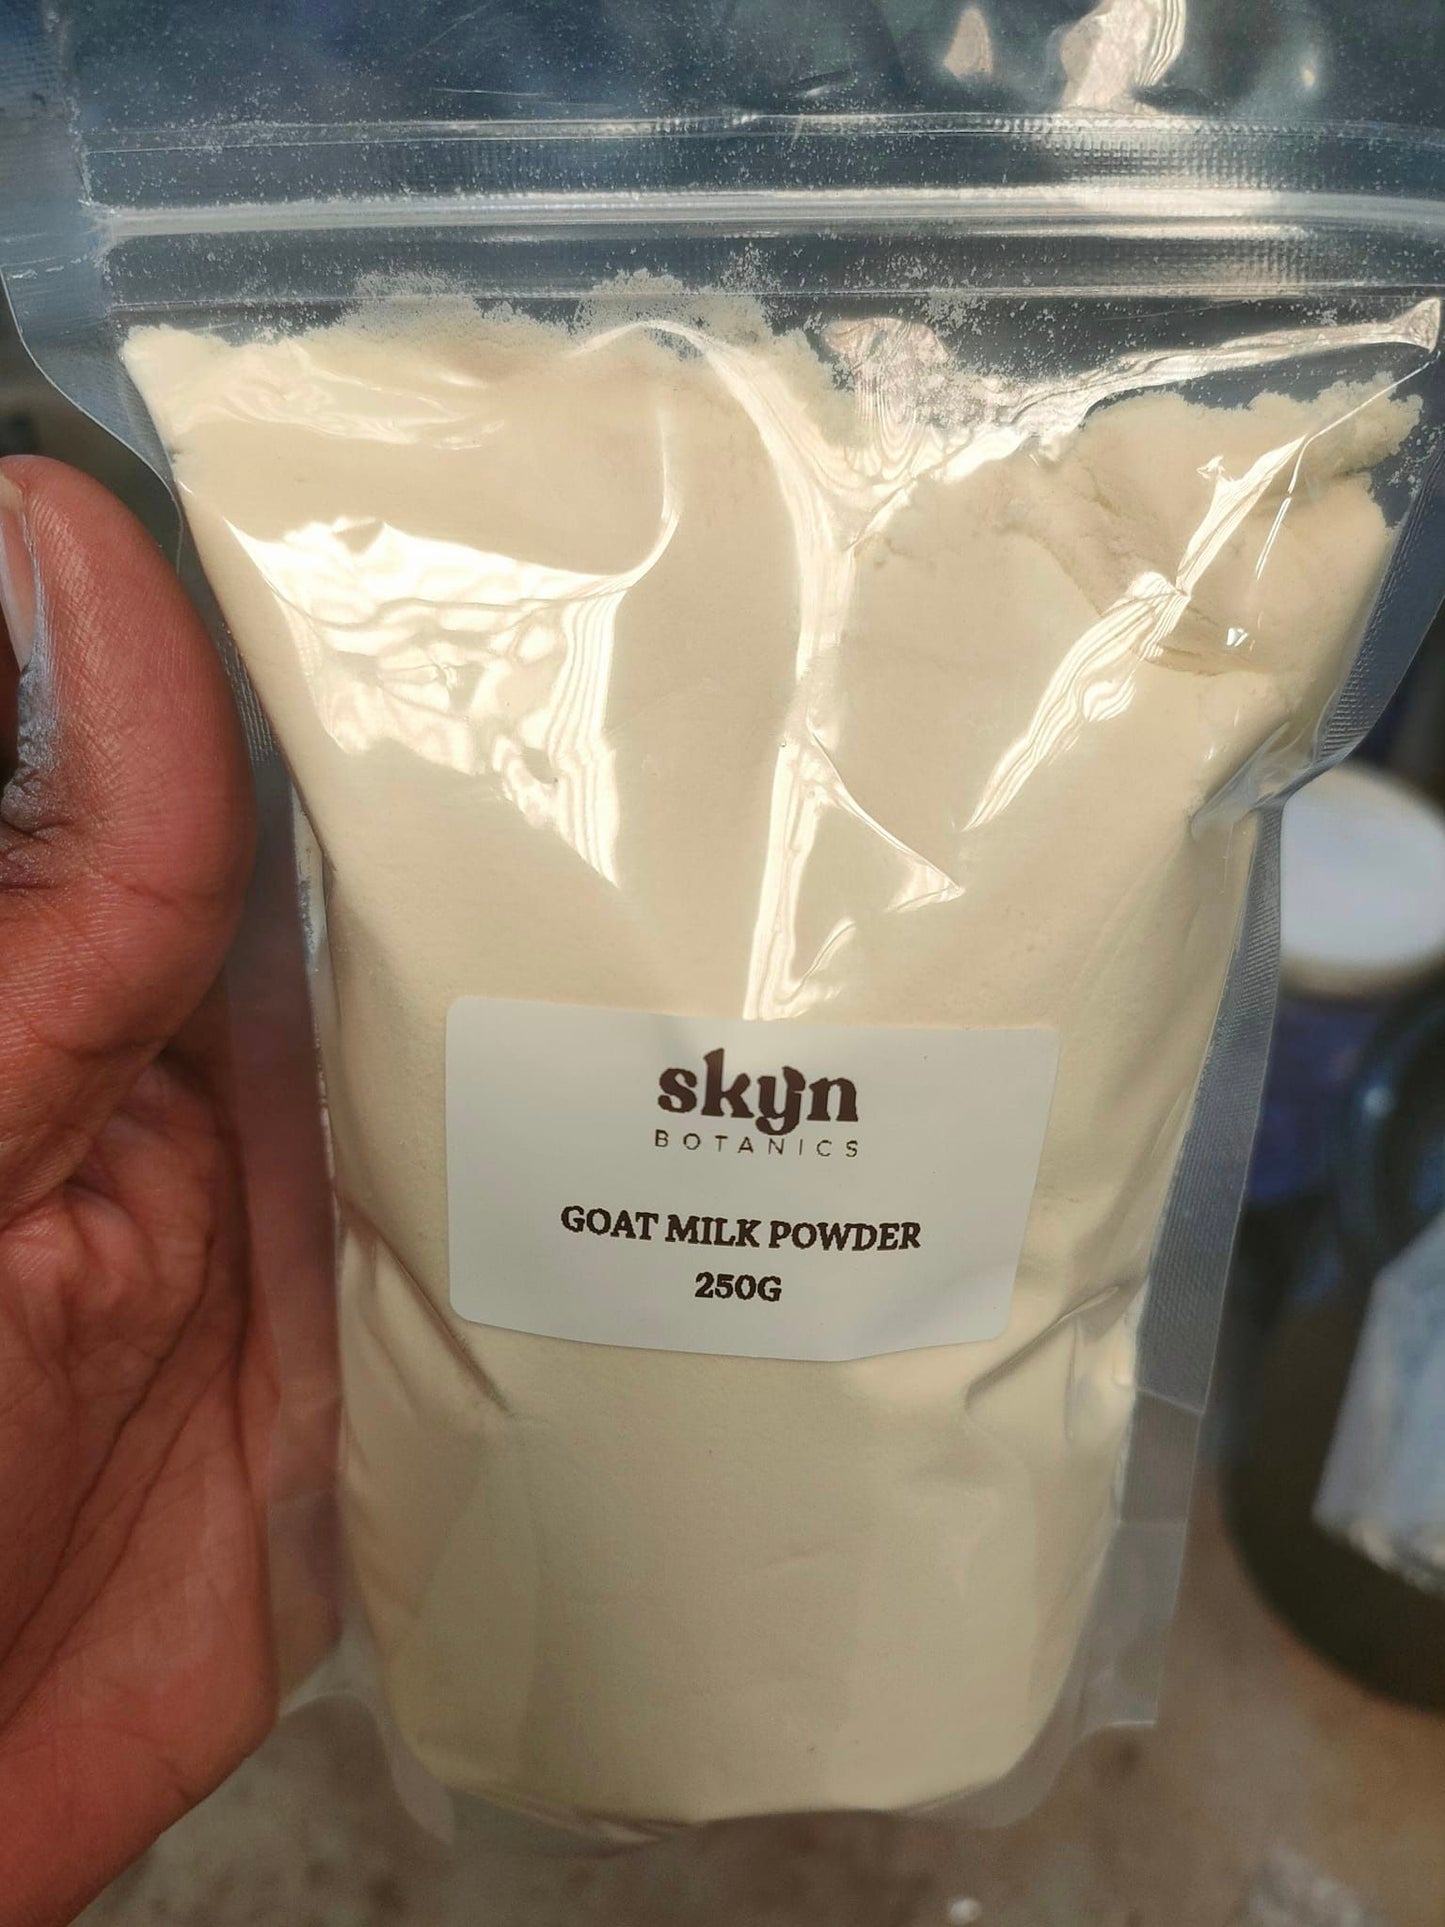 skyn
BOTANICS
GOAT MILK POWDER
250G